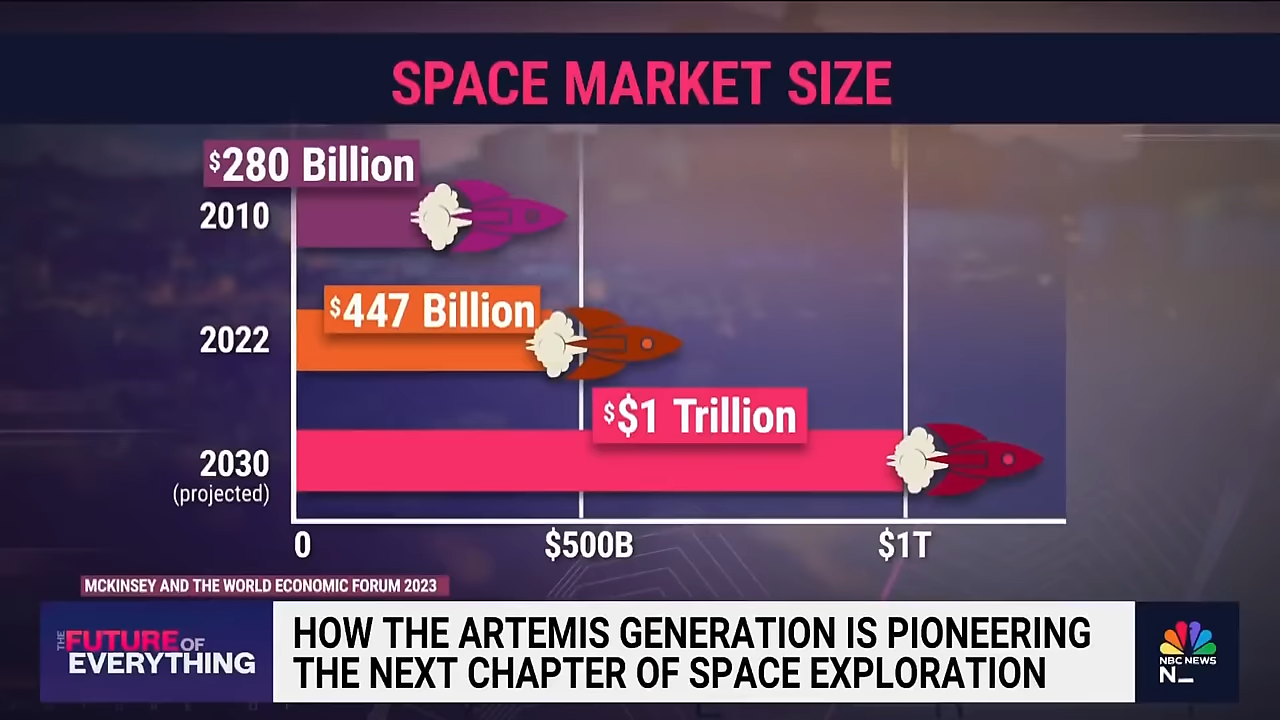 SPACE MARKET SIZE
$280 Billion
2010
$447 Billion
2022
$$1 Trillion
2030
(projected)
0 $500B $1T
MCKINSEY AND THE WORLD ECONOMIC FORUM 2023
THE FUTURE OF
EVERYTHING
HOW THE ARTEMIS GENERATION IS PIONEERING
THE NEXT CHAPTER OF SPACE EXPLORATION
NBC NEWS
N_